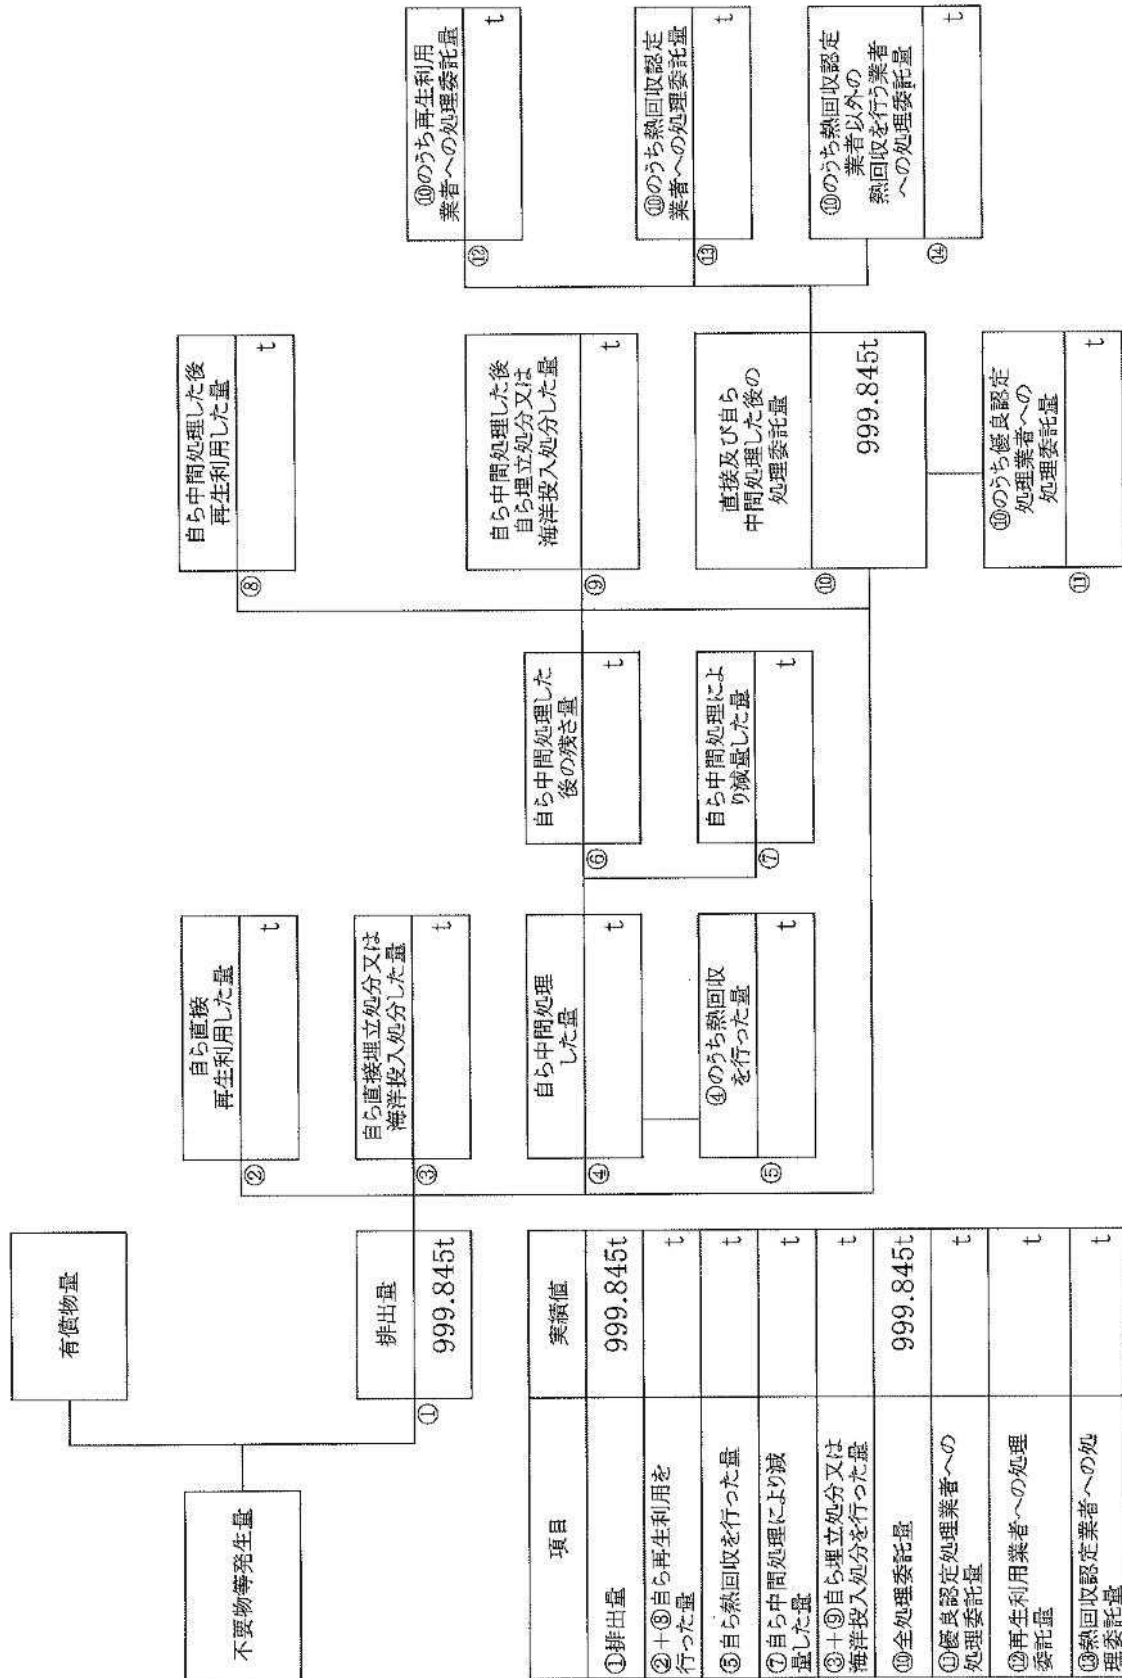 不要物等発生量
有償物量
①
排出量
999.845t
②
自ら直接
再生利用した量
t
③
自ら直接埋立処分又は
海洋投入処分した量
t
④
自ら中間処理
した量
t
⑤
④のうち熱回収
を行った量
t
⑥
自ら中間処理した
後の残さ量
t
⑦
自ら中間処理によ
り減量した量
t
⑧
自ら中間処理した後
再生利用した量
t
⑨
自ら中間処理した後
自ら埋立処分又は
海洋投入処分した量
t
⑩
直接及び自ら
中間処理した後の
処理委託量
999.845t
⑪
⑩のうち優良認定
処理業者への
処理委託量
t
⑫
⑩のうち再生利用
業者への処理委託量
t
⑬
⑩のうち熱回収認定
業者への処理委託量
t
⑭
⑩のうち熱回収認定
業者以外の
熱回収を行う業者
への処理委託量
t
項目 実績値
①排出量 999.845t
②+⑧自ら再生利用を
行った量 t
⑤自ら熱回収を行った量 t
⑦自ら中間処理により減
量した量 t
③+⑨自ら埋立処分又は
海洋投入処分を行った量 t
⑩全処理委託量 999.845t
⑪優良認定処理業者への
処理委託量 t
⑫再生利用業者への処理
委託量 t
⑬熱回収認定業者への処
理委託量 t